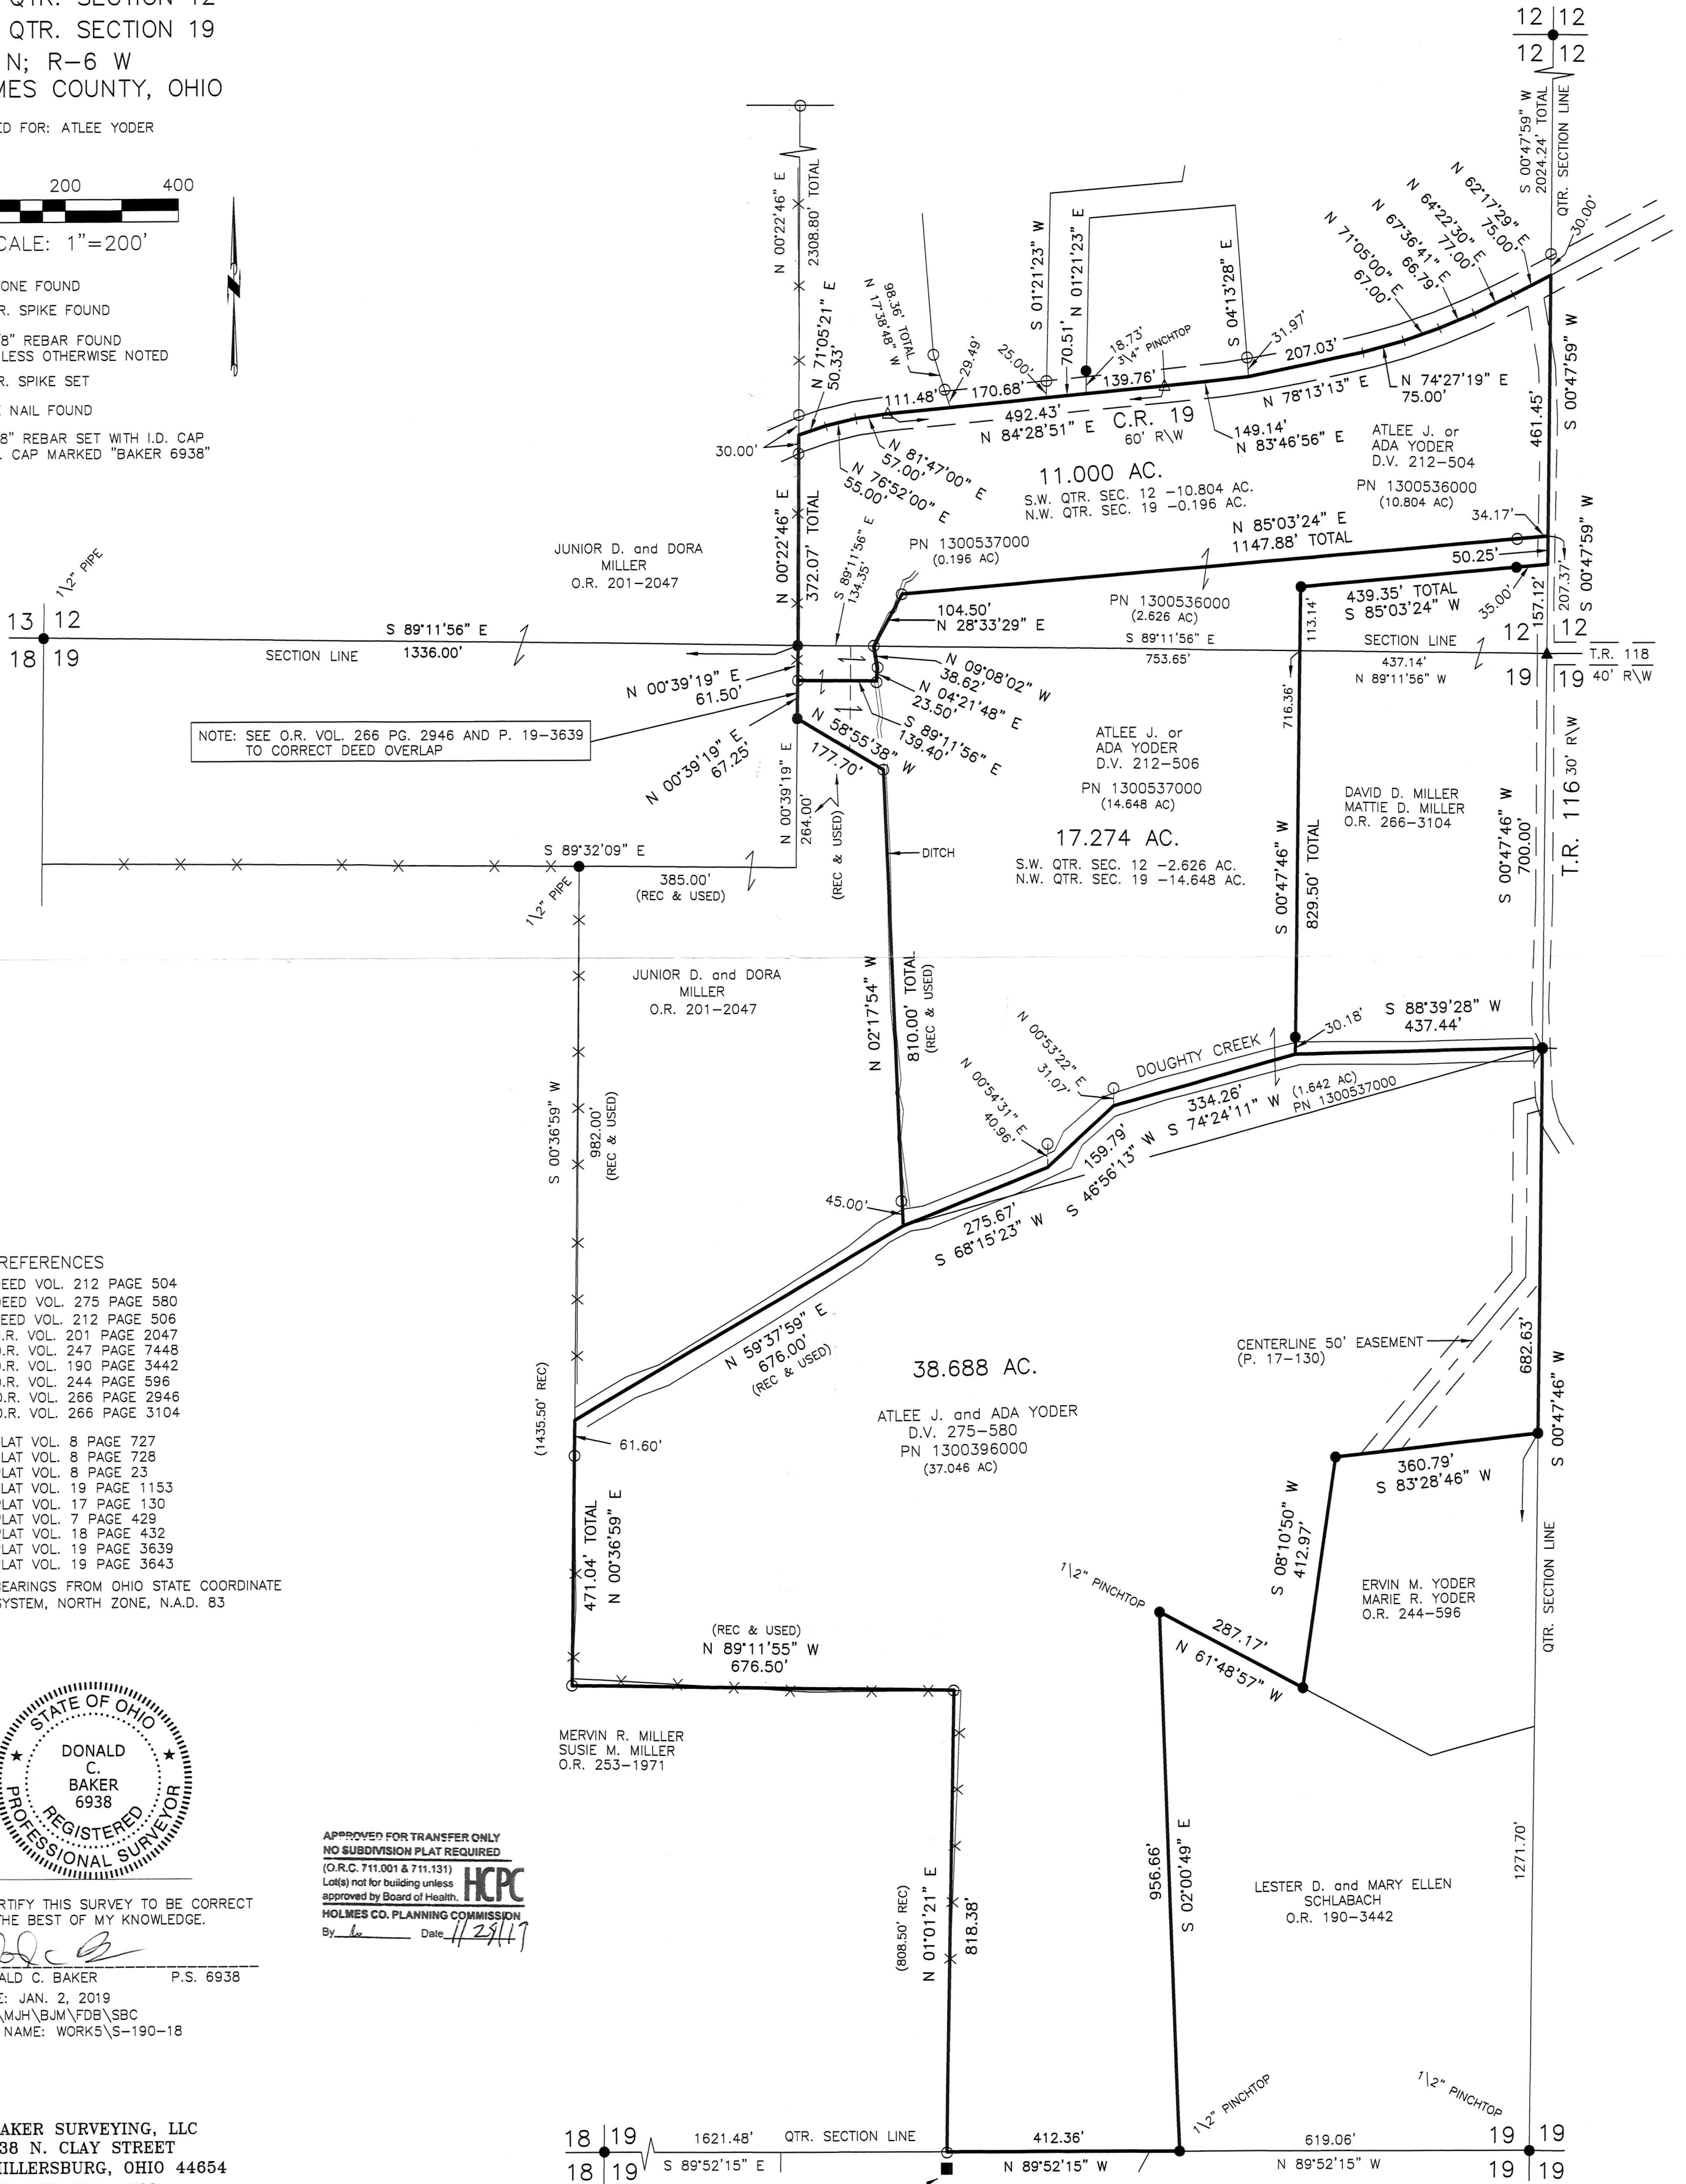 QTR. SECTION 12
QTR. SECTION 19
N; R-6 W
MES COUNTY, OHIO
ED FOR: ATLEE YODER
200 400
CALE: 1"=200'
ONE FOUND
R. SPIKE FOUND
/8" REBAR FOUND
LESS OTHERWISE NOTED
R. SPIKE SET
NAIL FOUND
8" REBAR SET WITH I.D. CAP
. CAP MARKED "BAKER 6938"
12 12
12 12
S 00°47'59" W
2024.24' TOTAL
QTR. SECTION LINE
30.00'
N 00°22'46" E
2308.80' TOTAL
N 62°17'29" E
75.00'
N 64°22'30" E
77.00'
N 67°36'41" E
66.79'
N 71°05'00" E
67.00'
S 01°21'23" W
N 01°21'23" E
S 04°13'28" E
98.36' TOTAL
N 17°38'48" W
N 71°05'21" E
50.33'
29.49'
25.00'
70.51'
18.73'
3\4" PINCHTOP
31.97'
207.03'
111.48'
170.68'
139.76'
492.43'
N 84°28'51" E
C.R. 19
60' R\W
149.14'
N 83°46'56" E
N 78°13'13" E
N 74°27'19" E
75.00'
S 00°47'59" W
461.45'
30.00'
N 81°47'00" E
57.00'
N 76°52'00" E
55.00'
ATLEE J. or
ADA YODER
D.V. 212-504
PN 1300536000
(10.804 AC)
11.000 AC.
S.W. QTR. SEC. 12 -10.804 AC.
N.W. QTR. SEC. 19 -0.196 AC.
N 00°22'46" E
372.07' TOTAL
JUNIOR D. and DORA
MILLER
O.R. 201-2047
S 89°11'56" E
134.35'
PN 1300537000
(0.196 AC)
N 85°03'24" E
1147.88' TOTAL
34.17'
50.25'
439.35' TOTAL
S 85°03'24" W
35.00'
157.12'
207.37'
S 00°47'59" W
113.14'
PN 1300536000
(2.626 AC)
104.50'
N 28°33'29" E
1\2" PIPE
13 12
18 19
S 89°11'56" E
1336.00'
SECTION LINE
S 89°11'56" E
753.65'
SECTION LINE
437.14'
N 89°11'56" W
12 12
19 19
T.R. 118
40' R\W
N 00°39'19" E
61.50'
N 09°08'02" W
38.62'
N 04°21'48" E
23.50'
S 89°11'56" E
139.40'
NOTE: SEE O.R. VOL. 266 PG. 2946 AND P. 19-3639
TO CORRECT DEED OVERLAP
N 00°39'19" E
67.25'
N 58°55'38" W
177.70'
N 00°39'19" E
264.00'
(REC & USED)
716.36'
ATLEE J. or
ADA YODER
D.V. 212-506
PN 1300537000
(14.648 AC)
17.274 AC.
S.W. QTR. SEC. 12 -2.626 AC.
N.W. QTR. SEC. 19 -14.648 AC.
DAVID D. MILLER
MATTIE D. MILLER
O.R. 266-3104
S 00°47'46" W
700.00'
T.R. 116 30' R\W
S 00°47'46" W
829.50' TOTAL
DITCH
S 89°32'09" E
385.00'
(REC & USED)
1\2" PIPE
JUNIOR D. and DORA
MILLER
O.R. 201-2047
N 02°17'54" W
810.00' TOTAL
(REC & USED)
S 00°36'59" W
982.00'
(REC & USED)
S 88°39'28" W
437.44'
30.18'
DOUGHTY CREEK
N 00°53'22" E
31.07'
N 00°54'31" E
40.96'
334.26'
S 74°24'11" W
(1.642 AC)
PN 1300537000
159.79'
S 46°56'13" W
275.67'
S 68°15'23" W
45.00'
N 59°37'59" E
676.00'
(REC & USED)
(1435.50' REC)
61.60'
REFERENCES
DEED VOL. 212 PAGE 504
DEED VOL. 275 PAGE 580
EED VOL. 212 PAGE 506
O.R. VOL. 201 PAGE 2047
O.R. VOL. 247 PAGE 7448
O.R. VOL. 190 PAGE 3442
O.R. VOL. 244 PAGE 596
O.R. VOL. 266 PAGE 2946
O.R. VOL. 266 PAGE 3104
LAT VOL. 8 PAGE 727
LAT VOL. 8 PAGE 728
LAT VOL. 8 PAGE 23
LAT VOL. 19 PAGE 1153
PLAT VOL. 17 PAGE 130
PLAT VOL. 7 PAGE 429
PLAT VOL. 18 PAGE 432
PLAT VOL. 19 PAGE 3639
PLAT VOL. 19 PAGE 3643
BEARINGS FROM OHIO STATE COORDINATE
SYSTEM, NORTH ZONE, N.A.D. 83
38.688 AC.
ATLEE J. and ADA YODER
D.V. 275-580
PN 1300396000
(37.046 AC)
CENTERLINE 50' EASEMENT
(P. 17-130)
682.63'
S 00°47'46" W
360.79'
S 83°28'46" W
S 08°10'50" W
412.97'
ERVIN M. YODER
MARIE R. YODER
O.R. 244-596
QTR. SECTION LINE
471.04' TOTAL
N 00°36'59" E
1\2" PINCHTOP
287.17'
N 61°48'57" W
(REC & USED)
N 89°11'55" W
676.50'
MERVIN R. MILLER
SUSIE M. MILLER
O.R. 253-1971
STATE OF OHIO
DONALD
C.
BAKER
6938
REGISTERED
PROFESSIONAL SURVEYOR
APPROVED FOR TRANSFER ONLY
NO SUBDIVISION PLAT REQUIRED
(O.R.C. 711.001 & 711.131)
Lot(s) not for building unless
approved by Board of Health.
HCPC
HOLMES CO. PLANNING COMMISSION
By Date 1/28/19
RTIFY THIS SURVEY TO BE CORRECT
THE BEST OF MY KNOWLEDGE.
ALD C. BAKER P.S. 6938
E: JAN. 2, 2019
\MJH\BJM\FDB\SBC
NAME: WORK5\S-190-18
(808.50' REC)
N 01°01'21" E
818.38'
956.66'
S 02°00'49" E
LESTER D. and MARY ELLEN
SCHLABACH
O.R. 190-3442
1271.70'
1\2" PINCHTOP
1\2" PINCHTOP
AKER SURVEYING, LLC
38 N. CLAY STREET
ILLERSBURG, OHIO 44654
18 19
18 19
1621.48'
QTR. SECTION LINE
S 89°52'15" E
412.36'
N 89°52'15" W
619.06'
N 89°52'15" W
19 19
19 19